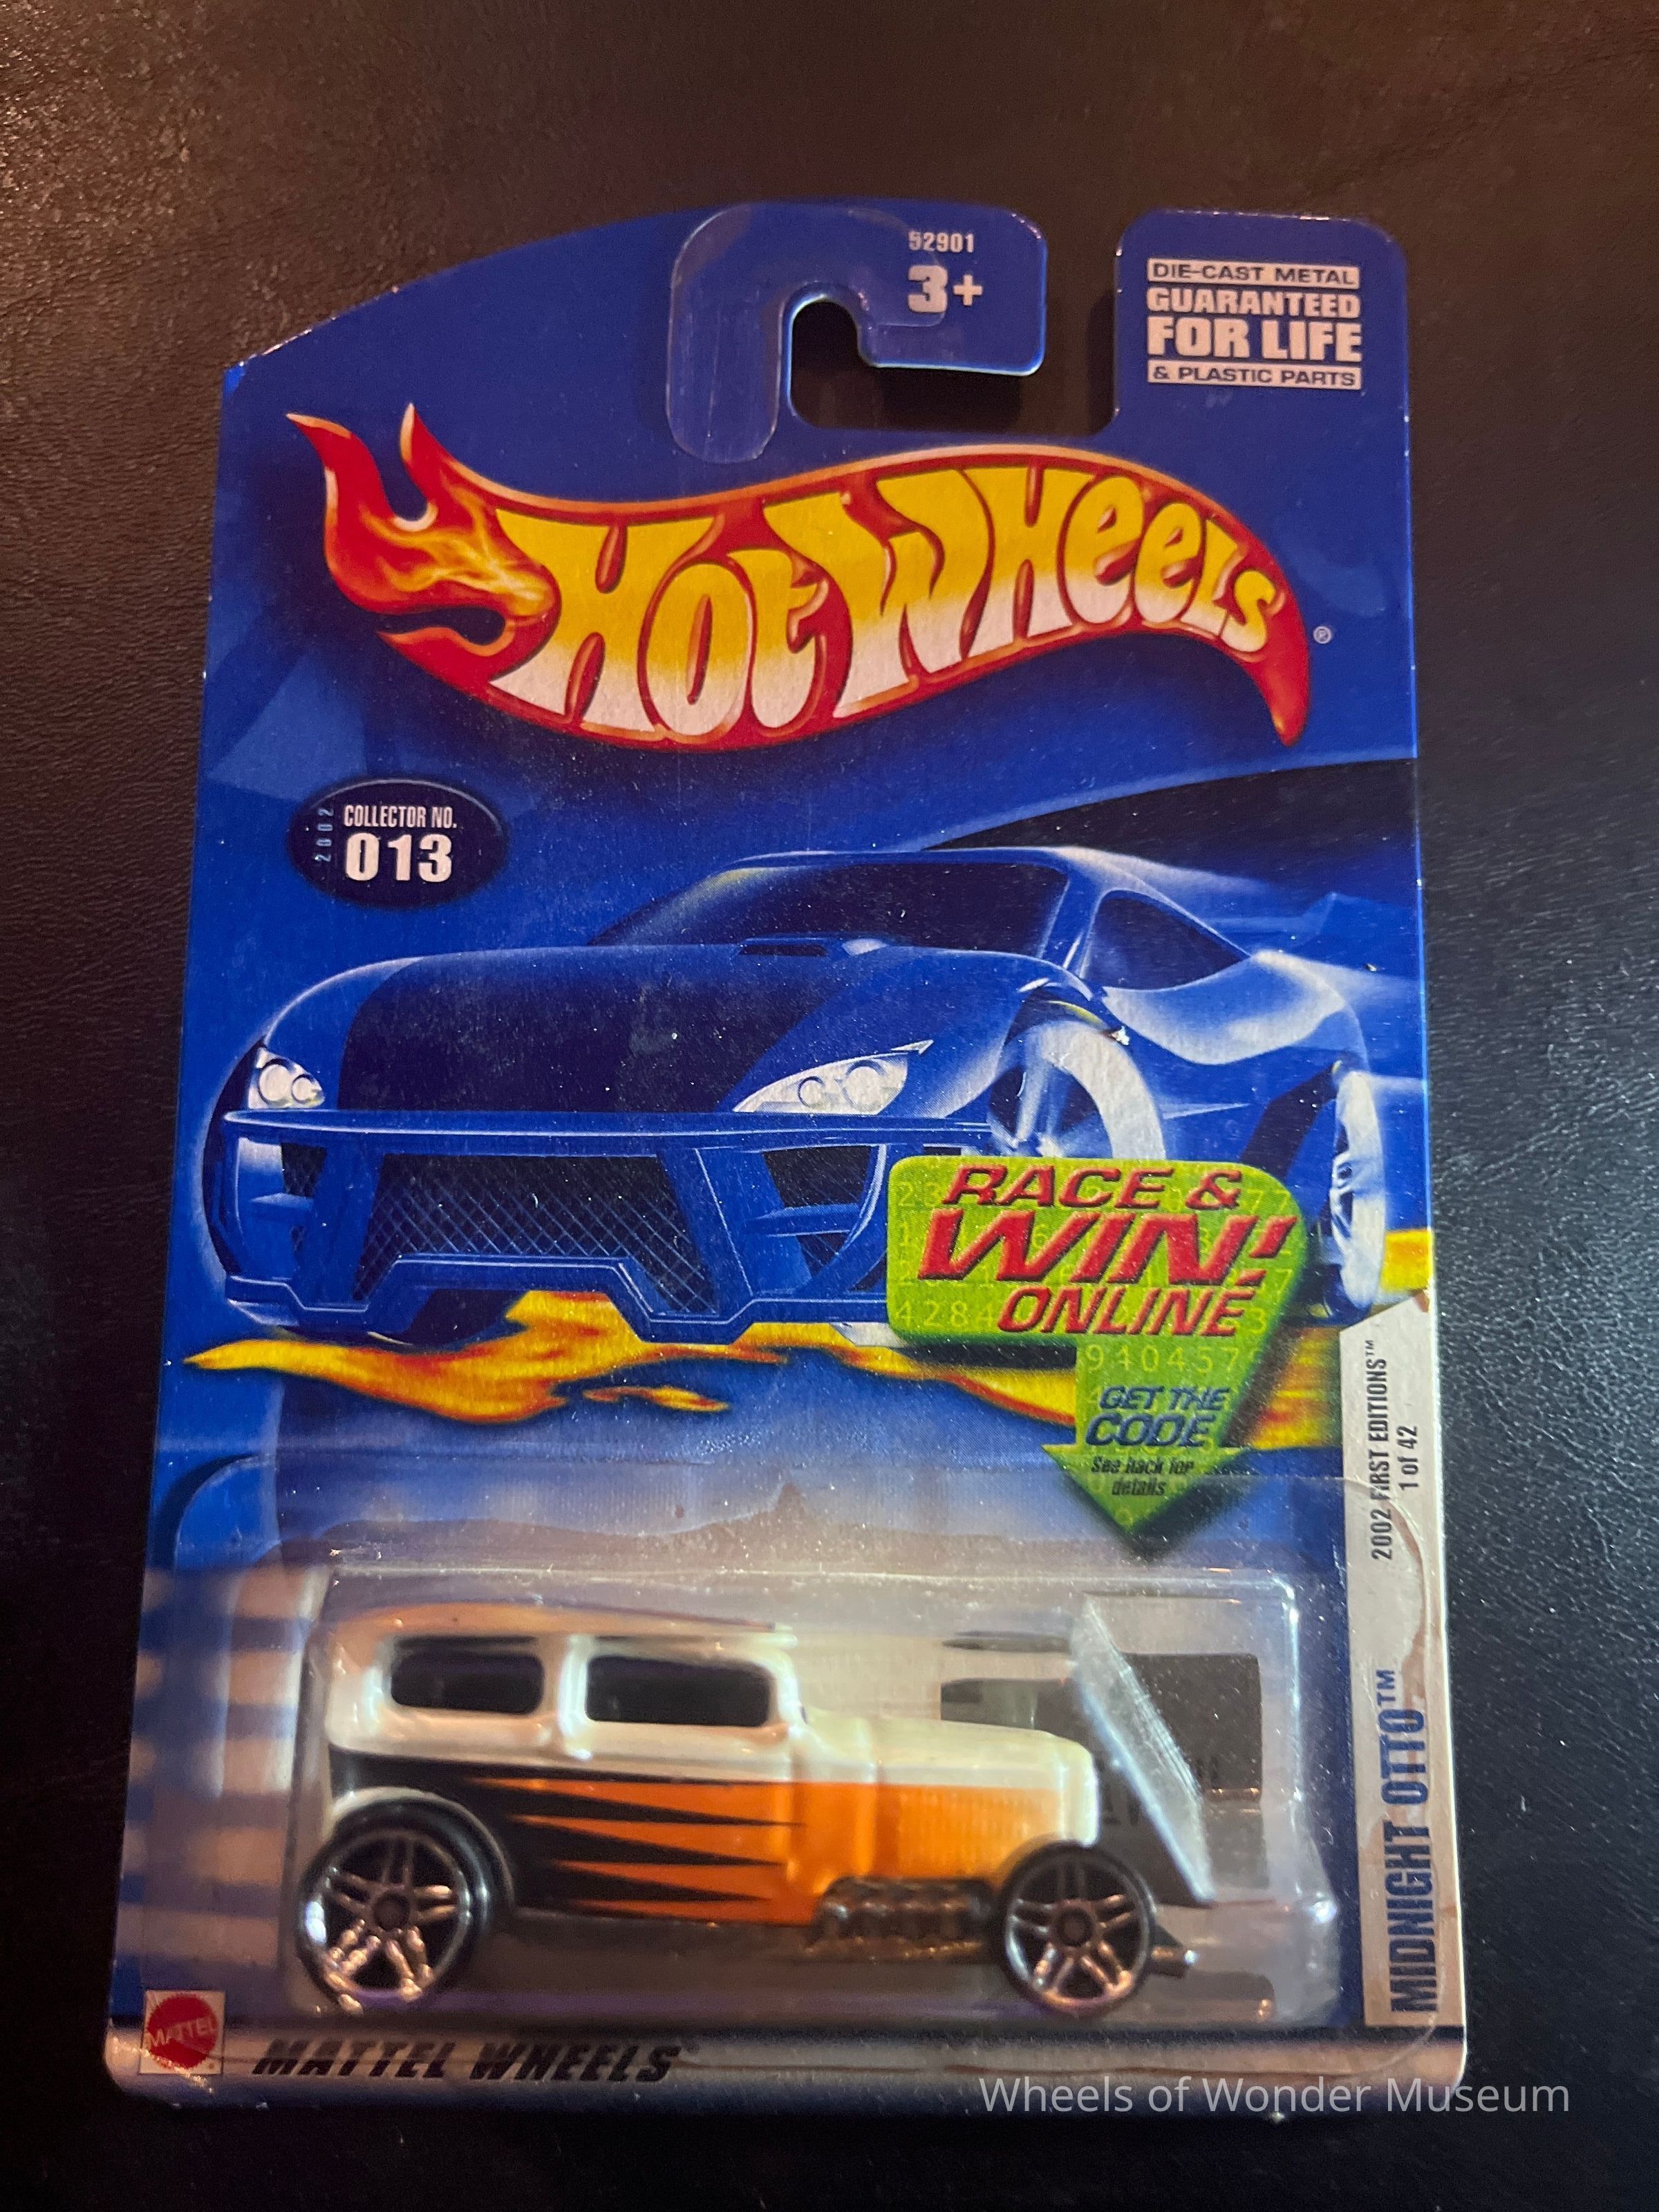 52901
3+
DIE-CAST METAL
GUARANTEED
FOR LIFE
& PLASTIC PARTS
HOT WHEELS®
2002
COLLECTOR NO.
013
RACE &
WIN!
ONLINE
GET THE
CODE
See back for
details
2002 FIRST EDITIONS™
1 of 42
MIDNIGHT OTTO™
MATTEL
MATTEL WHEELS
Wheels of Wonder Museum